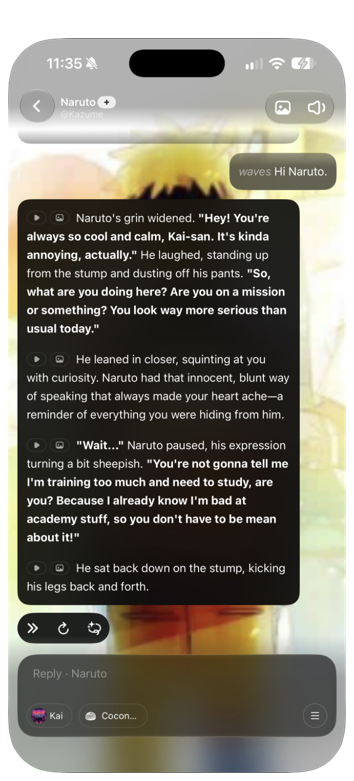 11:35
Naruto +
@Kazume
waves Hi Naruto.
Naruto's grin widened. "Hey! You're
always so cool and calm, Kai-san. It's kinda
annoying, actually." He laughed, standing up
from the stump and dusting off his pants. "So,
what are you doing here? Are you on a mission
or something? You look way more serious than
usual today."
He leaned in closer, squinting at you
with curiosity. Naruto had that innocent, blunt way
of speaking that always made your heart ache—a
reminder of everything you were hiding from him.
"Wait..." Naruto paused, his expression
turning a bit sheepish. "You're not gonna tell me
I'm training too much and need to study, are
you? Because I already know I'm bad at
academy stuff, so you don't have to be mean
about it!"
He sat back down on the stump, kicking
his legs back and forth.
Reply · Naruto
Kai
Cocon...